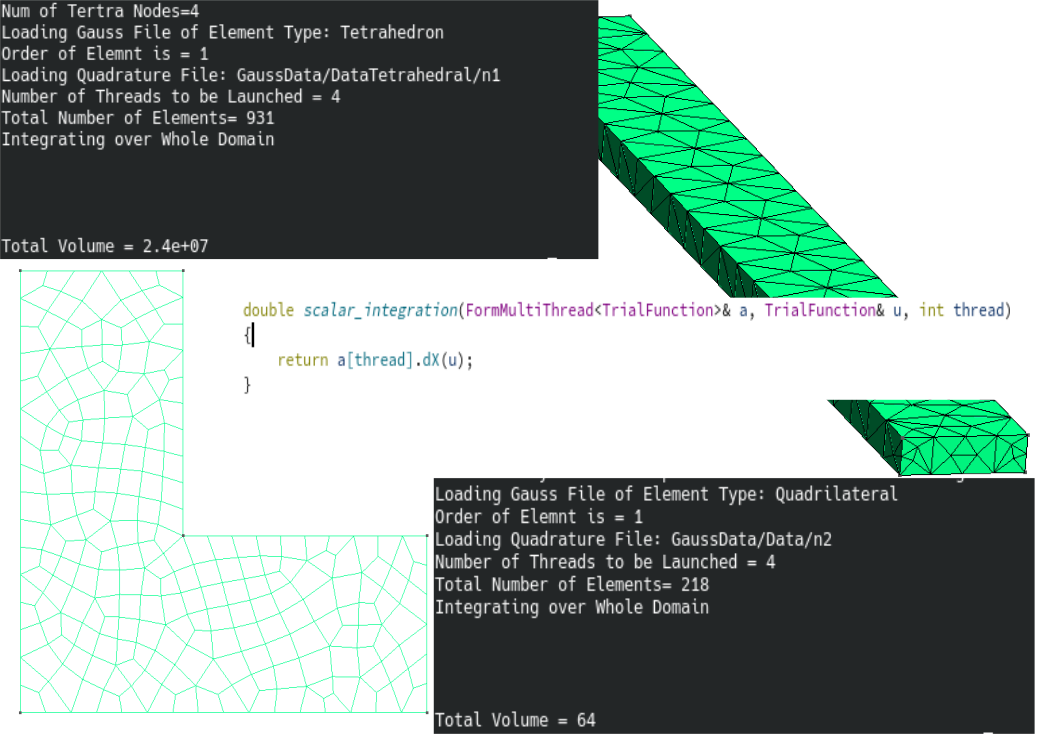 Num of Tertra Nodes=4
Loading Gauss File of Element Type: Tetrahedron
Order of Elemnt is = 1
Loading Quadrature File: GaussData/DataTetrahedral/n1
Number of Threads to be Launched = 4
Total Number of Elements= 931
Integrating over Whole Domain
Total Volume = 2.4e+07
double scalar_integration(FormMultiThread<TrialFunction>& a, TrialFunction& u, int thread)
{
return a[thread].dX(u);
}
Loading Gauss File of Element Type: Quadrilateral
Order of Elemnt is = 1
Loading Quadrature File: GaussData/Data/n2
Number of Threads to be Launched = 4
Total Number of Elements= 218
Integrating over Whole Domain
Total Volume = 64